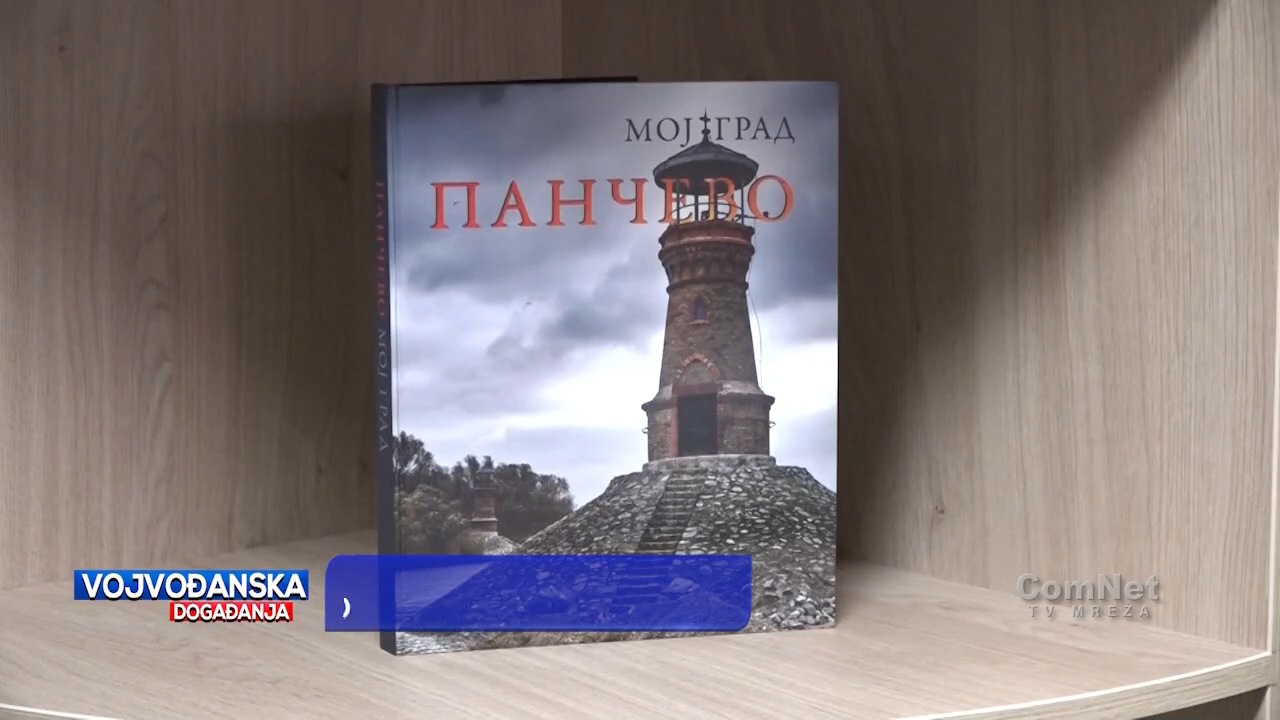 МОЈ ГРАД
ПАНЧЕВО
ПАНЧЕВО МОЈ ГРАД
VOJVOĐANSKA
DOGAĐANJA
ComNet
TV MREZA